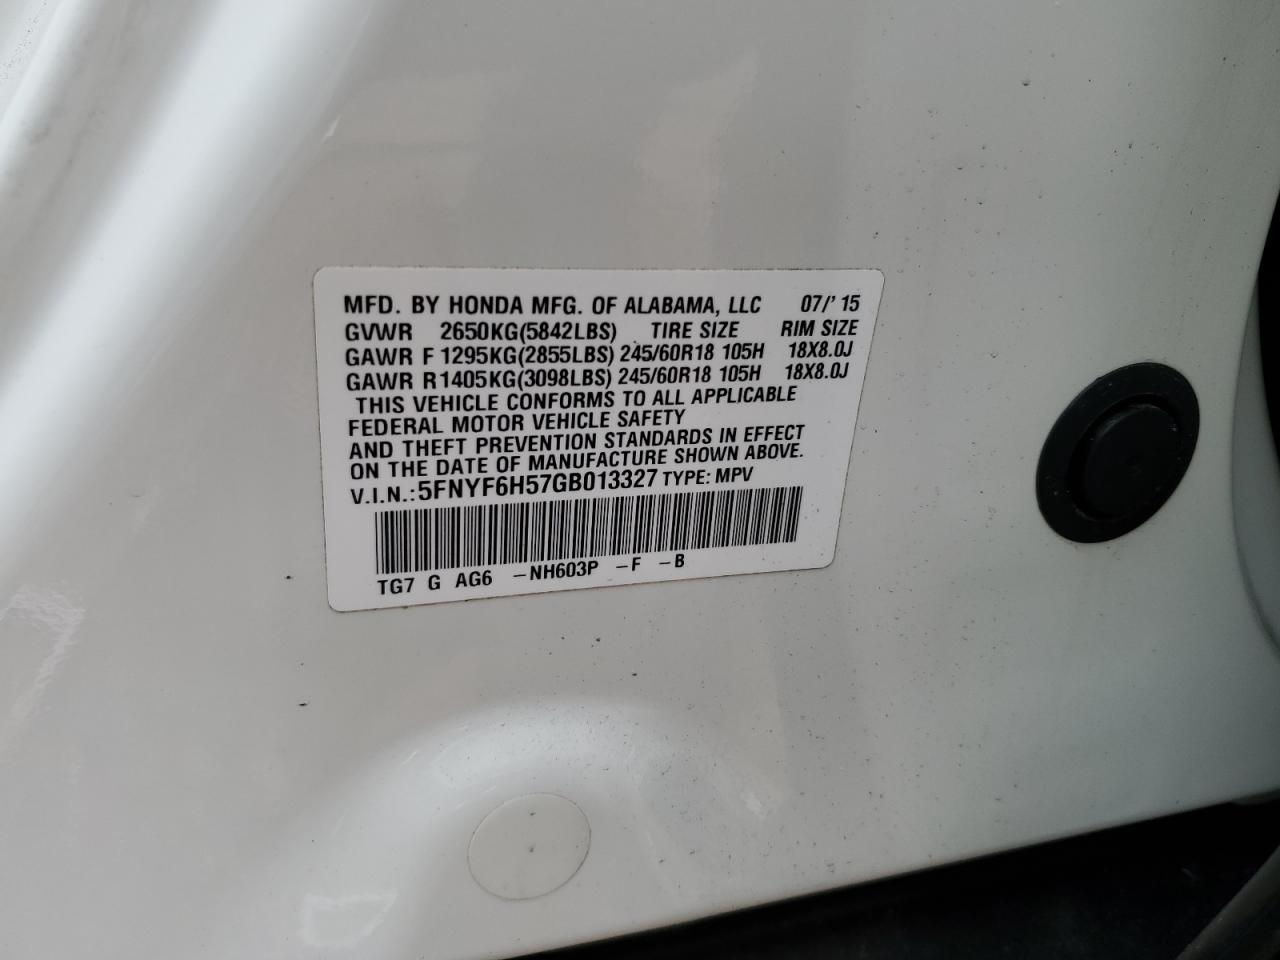 MFD. BY HONDA MFG. OF ALABAMA, LLC 07/'15
GVWR 2650KG(5842LBS) TIRE SIZE RIM SIZE
GAWR F 1295KG(2855LBS) 245/60R18 105H 18X8.0J
GAWR R1405KG(3098LBS) 245/60R18 105H 18X8.0J
THIS VEHICLE CONFORMS TO ALL APPLICABLE
FEDERAL MOTOR VEHICLE SAFETY
AND THEFT PREVENTION STANDARDS IN EFFECT
ON THE DATE OF MANUFACTURE SHOWN ABOVE.
V.I.N.:5FNYF6H57GB013327 TYPE: MPV
TG7 G AG6 -NH603P -F -B